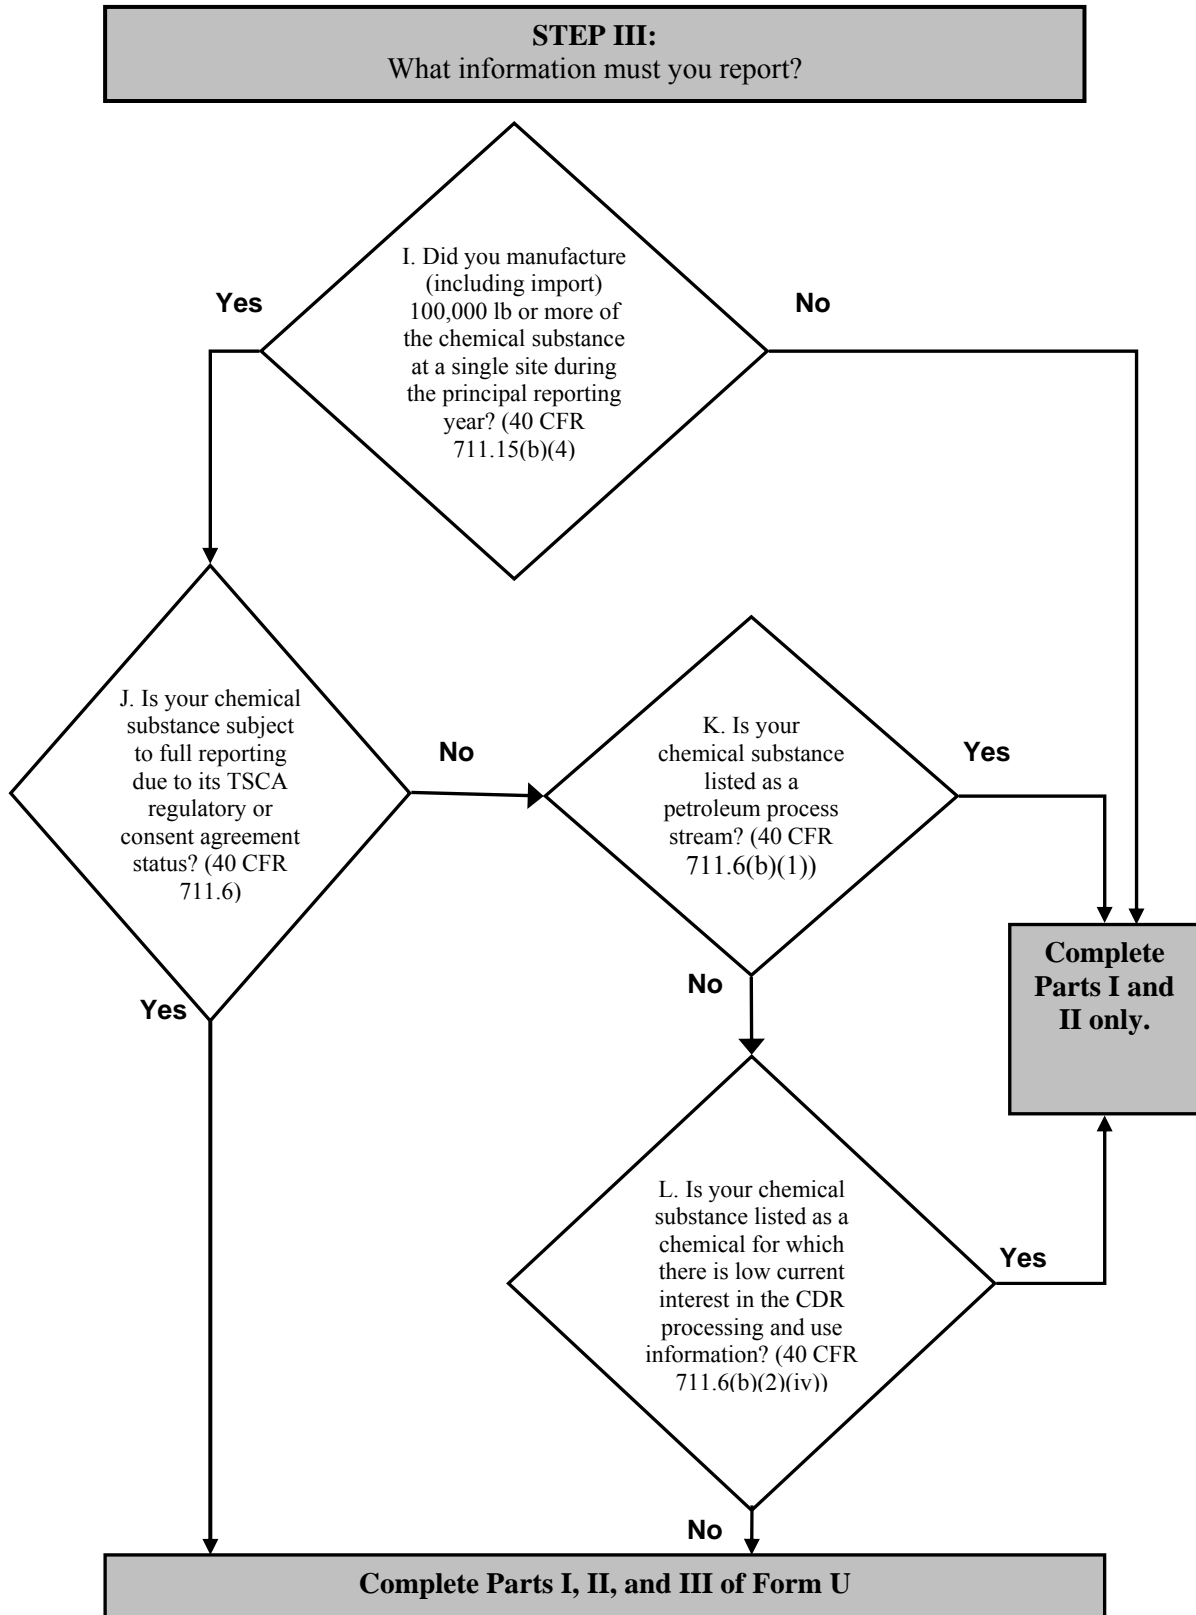 STEP III:
What information must you report?
I. Did you manufacture
(including import)
100,000 lb or more of
the chemical substance
at a single site during
the principal reporting
year? (40 CFR
711.15(b)(4)
Yes
No
J. Is your chemical
substance subject
to full reporting
due to its TSCA
regulatory or
consent agreement
status? (40 CFR
711.6)
No
Yes
K. Is your
chemical substance
listed as a
petroleum process
stream? (40 CFR
711.6(b)(1))
Yes
No
Complete
Parts I and
II only.
L. Is your chemical
substance listed as a
chemical for which
there is low current
interest in the CDR
processing and use
information? (40 CFR
711.6(b)(2)(iv))
Yes
No
Complete Parts I, II, and III of Form U